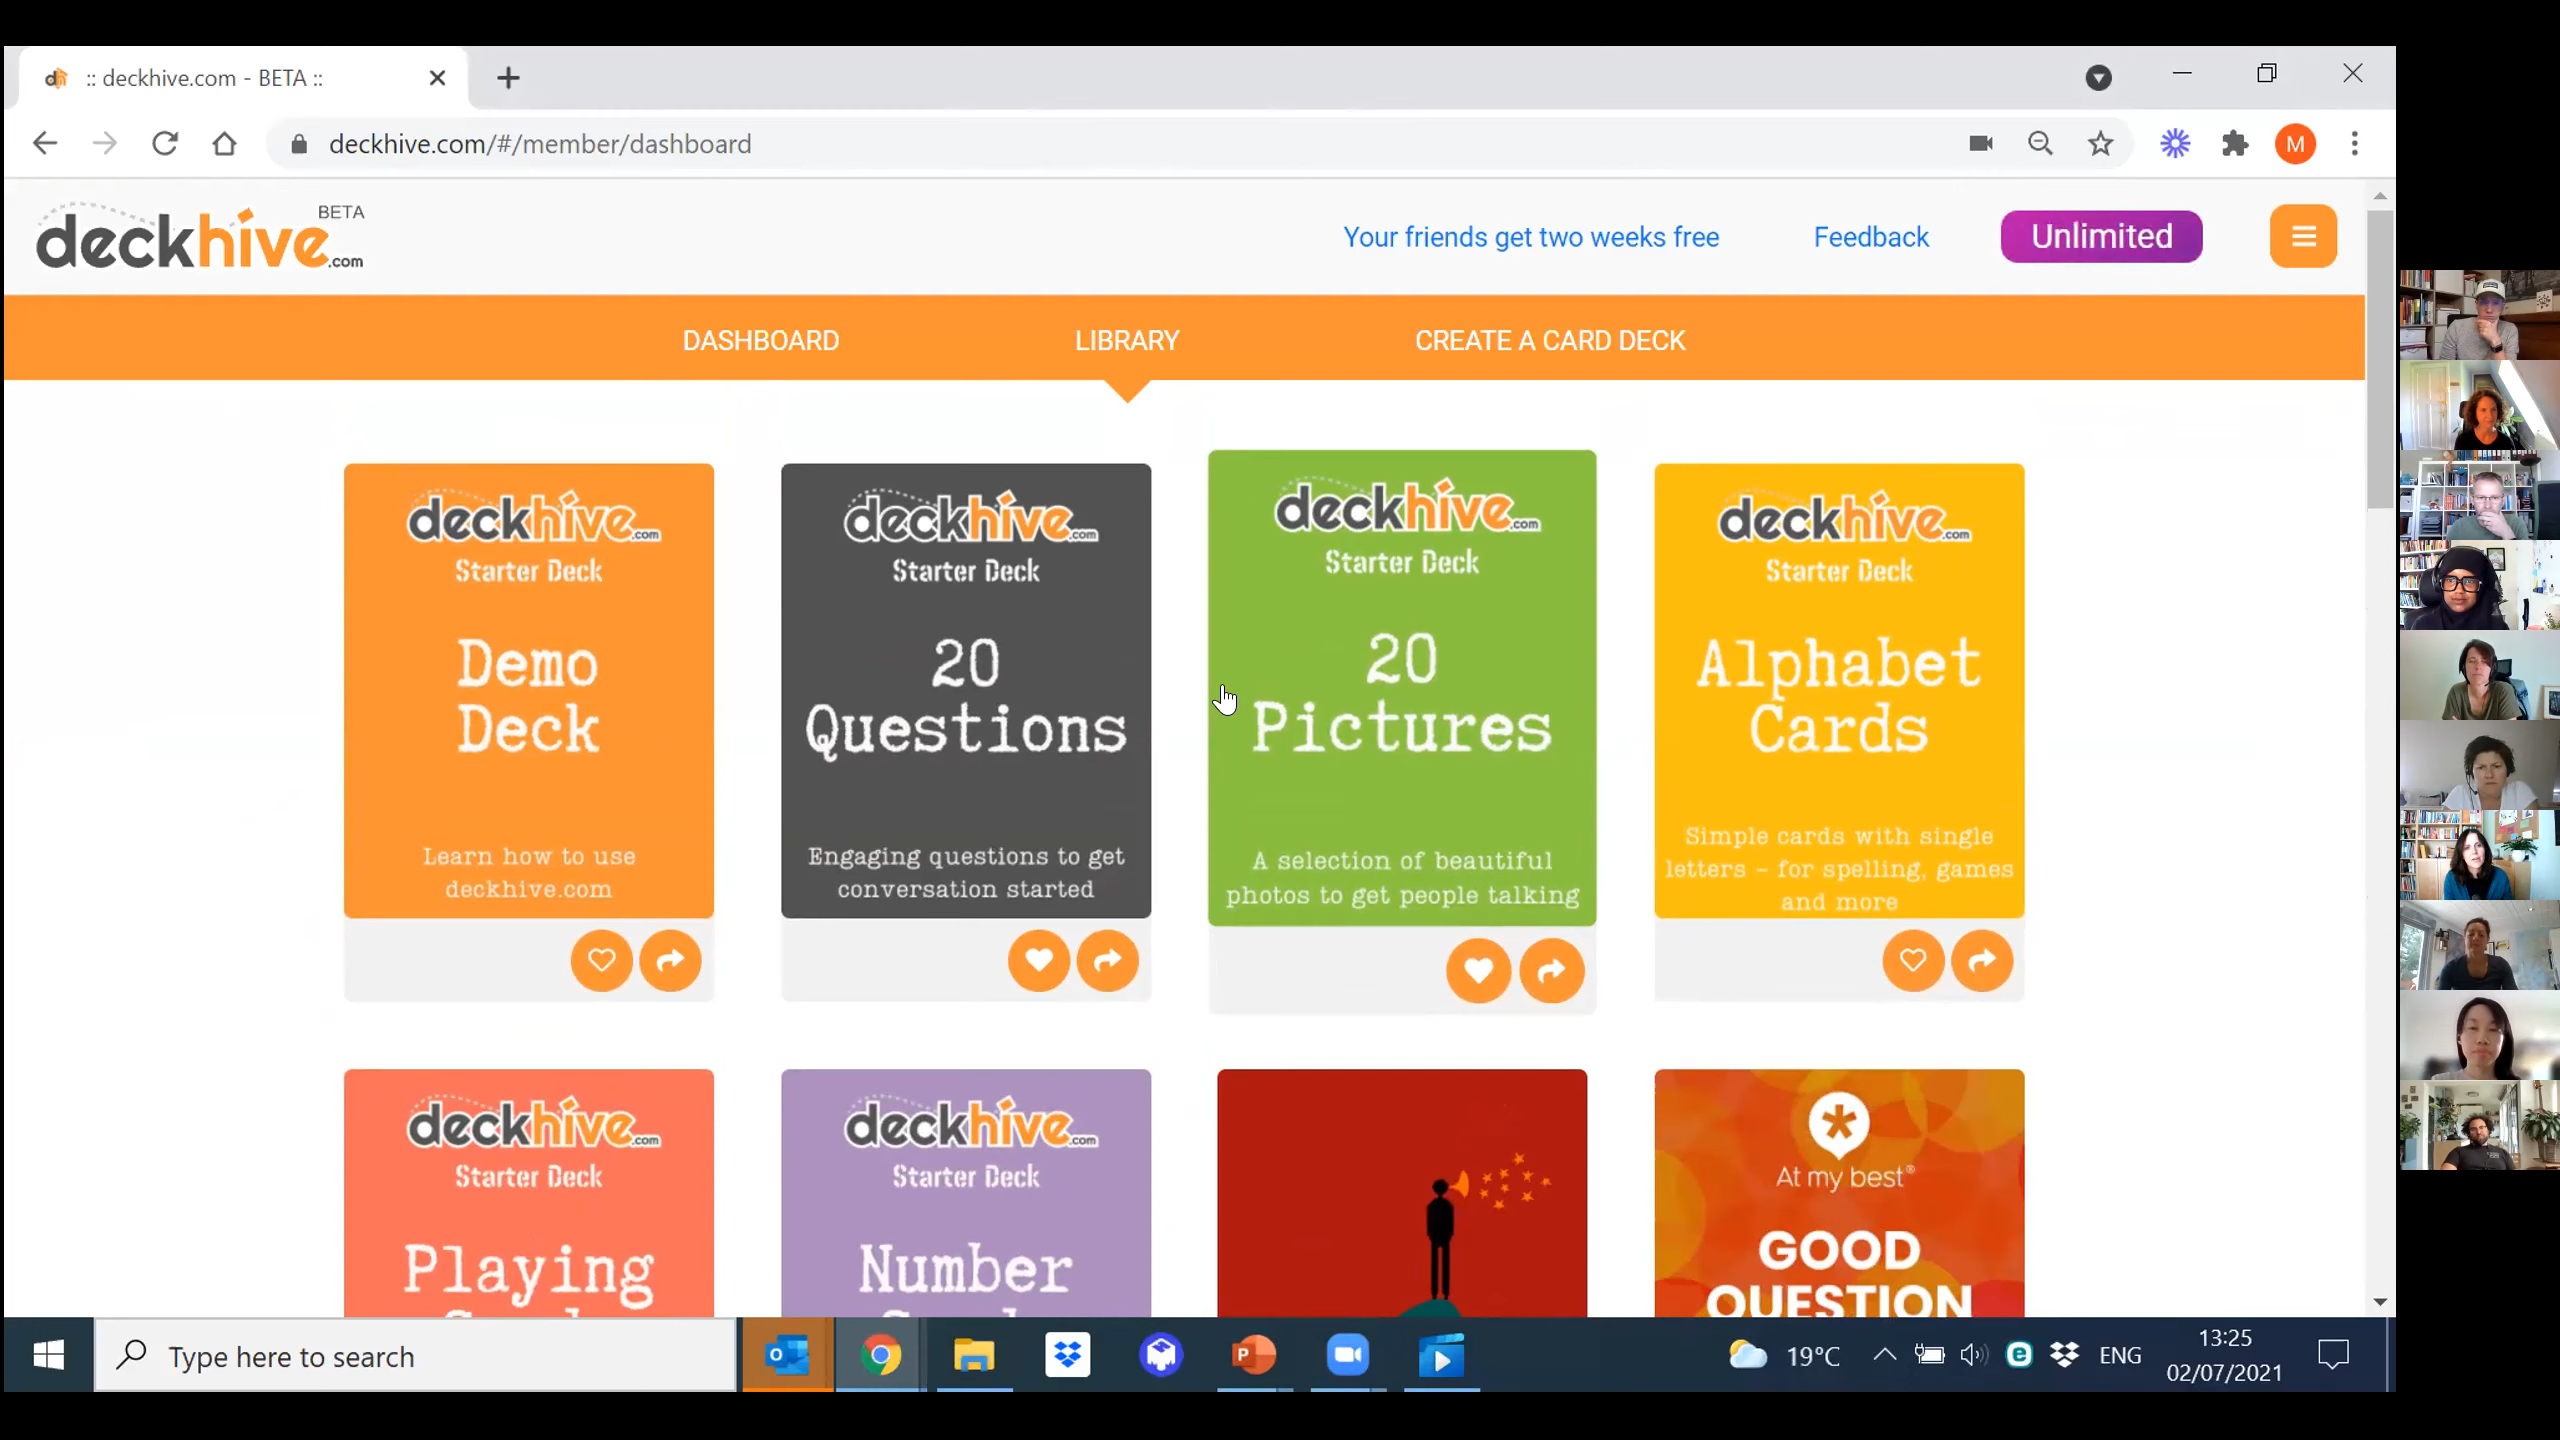 :: deckhive.com - BETA ::
deckhive.com/#/member/dashboard
M
deckhive.com BETA
Your friends get two weeks free
Feedback
Unlimited
DASHBOARD
LIBRARY
CREATE A CARD DECK
deckhive.com
Starter Deck
Demo
Deck
Learn how to use
deckhive.com
deckhive.com
Starter Deck
20
Questions
Engaging questions to get
conversation started
deckhive.com
Starter Deck
20
Pictures
A selection of beautiful
photos to get people talking
deckhive.com
Starter Deck
Alphabet
Cards
Simple cards with single
letters – for spelling, games
and more
deckhive.com
Starter Deck
Playing
deckhive.com
Starter Deck
Number
At my best®
GOOD
QUESTION
Type here to search
19°C
ENG
13:25
02/07/2021